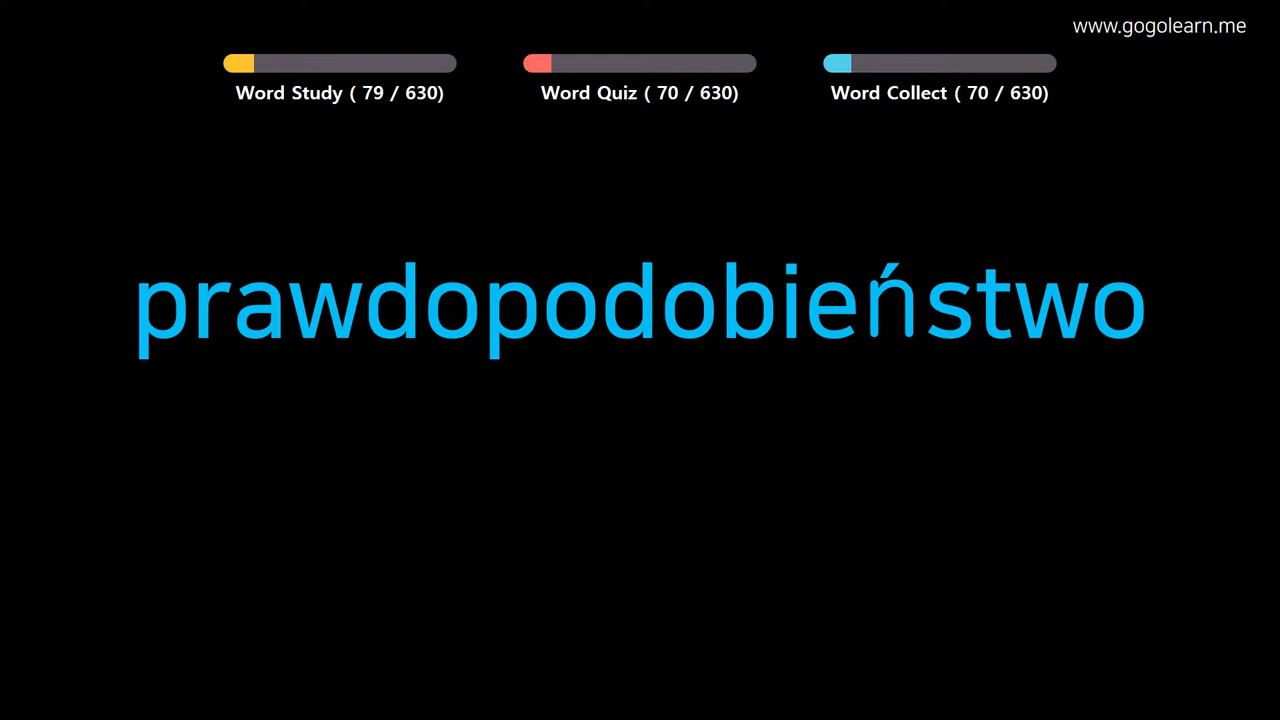 www.gogolearn.me
Word Study ( 79 / 630)
Word Quiz ( 70 / 630)
Word Collect ( 70 / 630)
prawdopodobieństwo